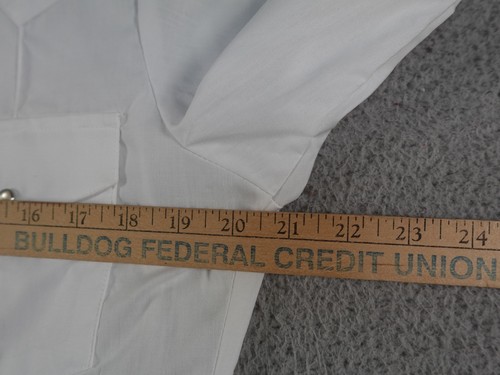 16 17 18 19 20 21 22 23 24
BULLDOG FEDERAL CREDIT UNION